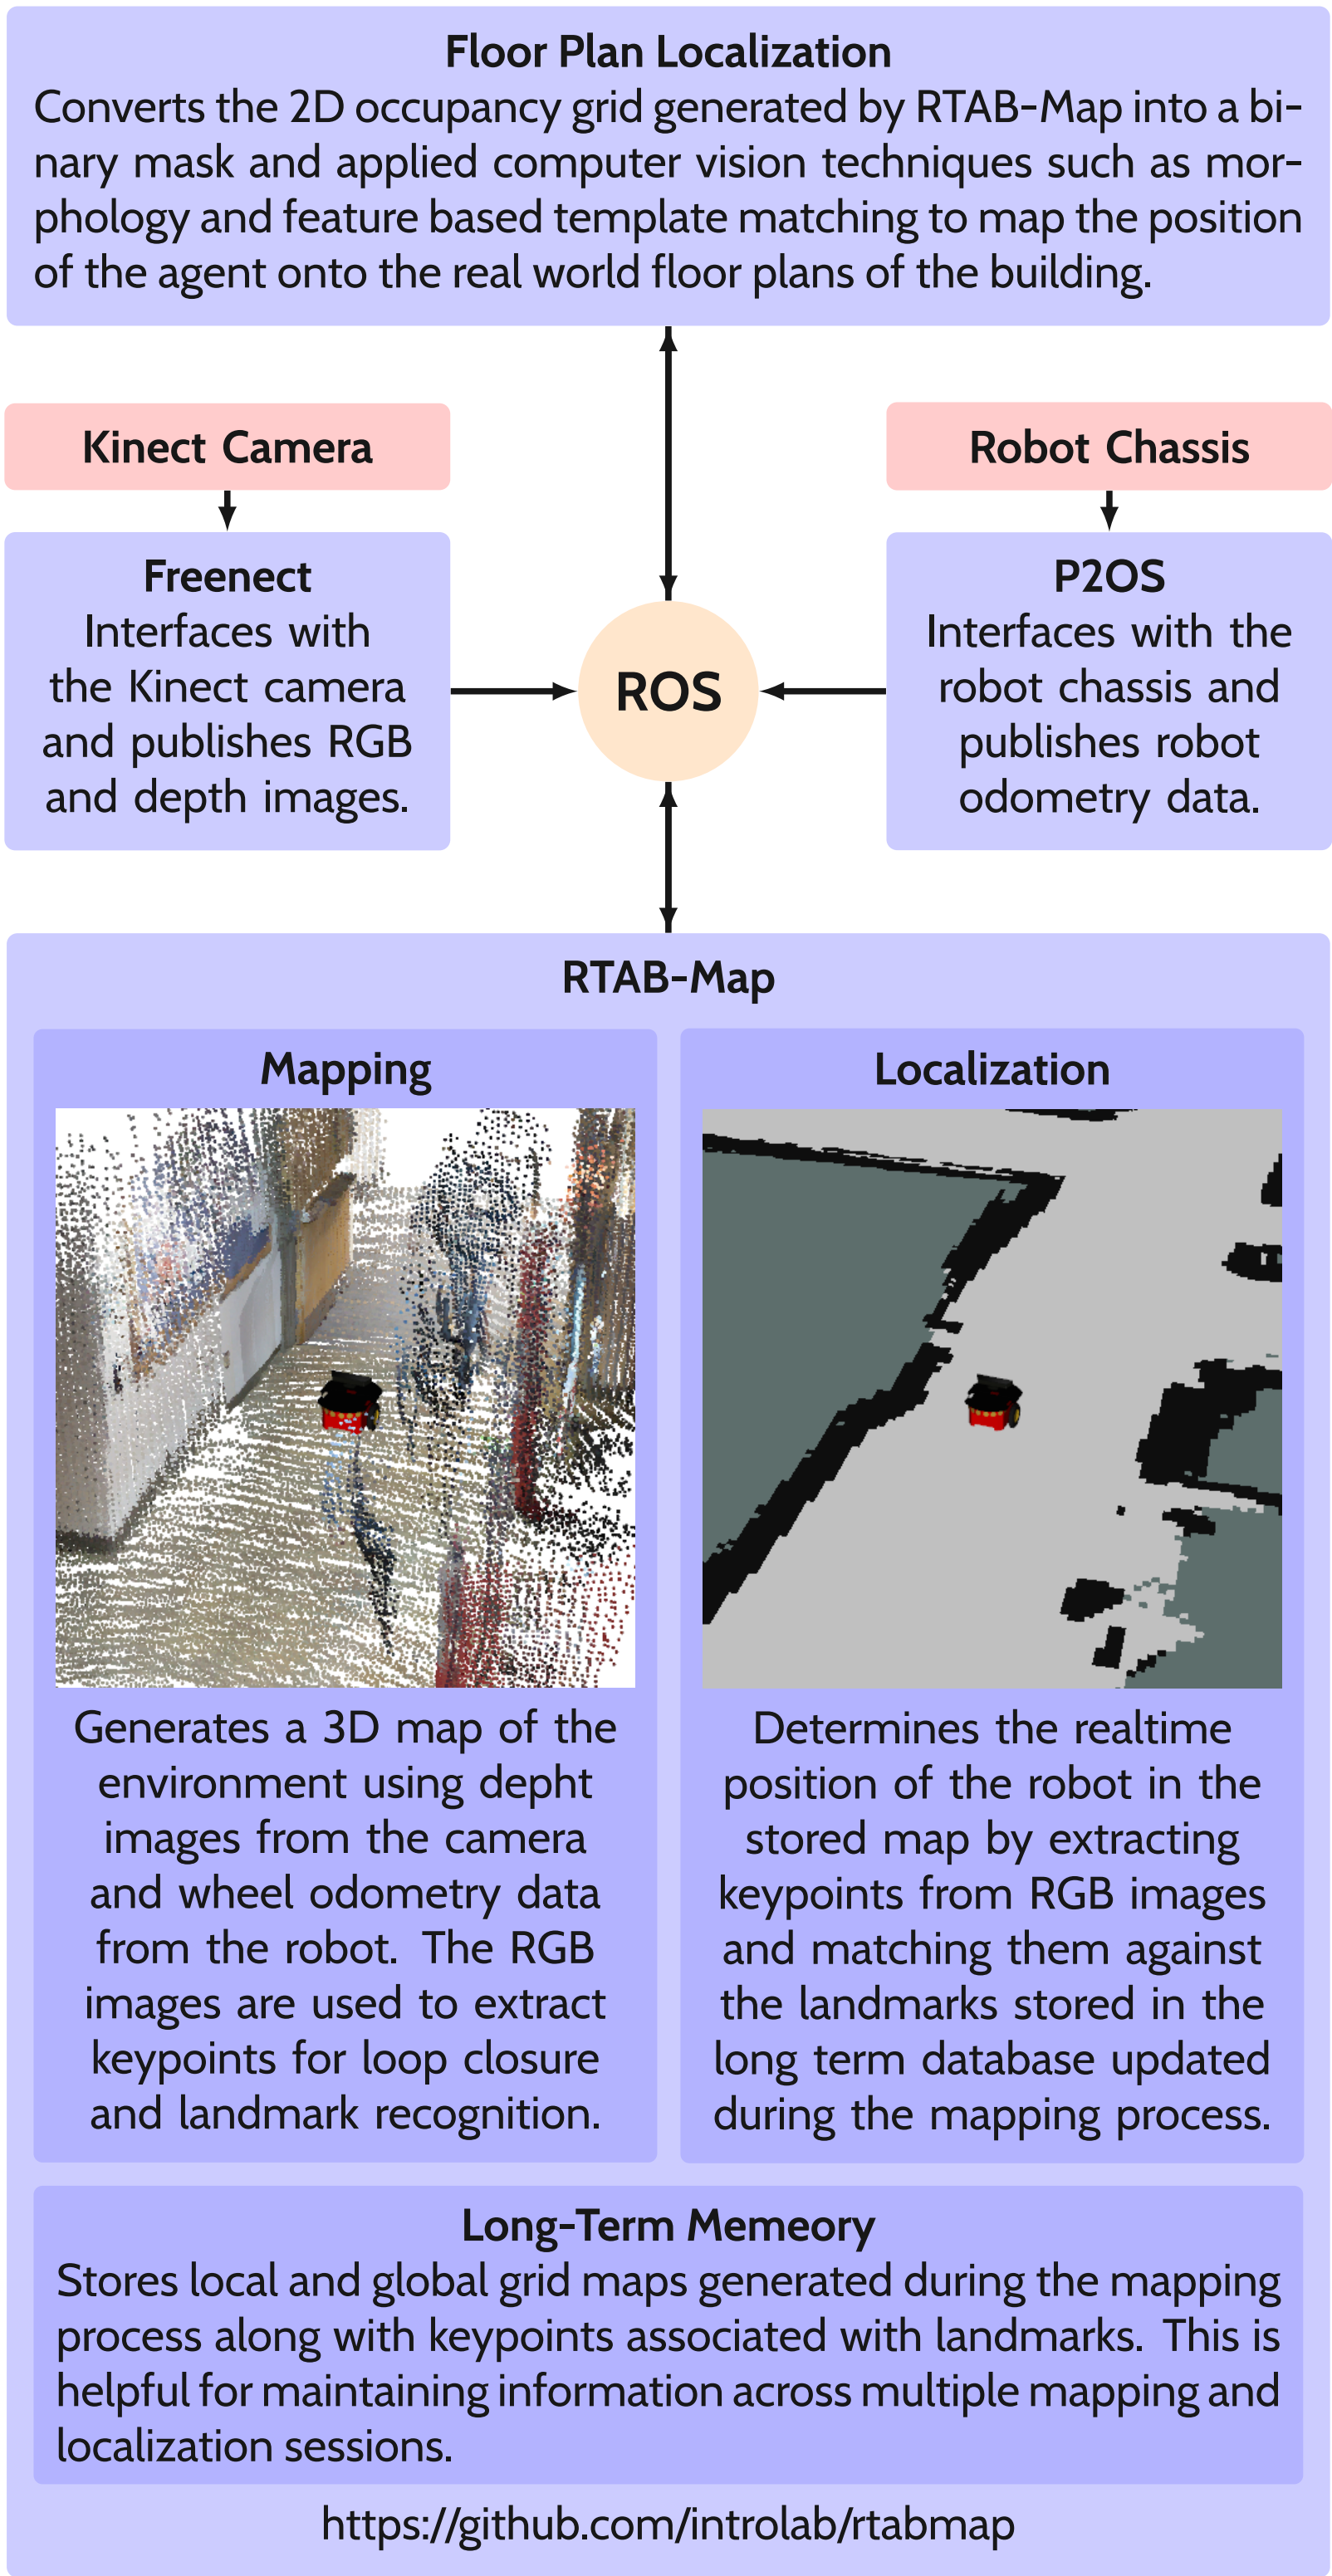 Floor Plan Localization
Converts the 2D occupancy grid generated by RTAB-Map into a bi-
nary mask and applied computer vision techniques such as mor-
phology and feature based template matching to map the position
of the agent onto the real world floor plans of the building.
Kinect Camera
Robot Chassis
Freenect
Interfaces with
the Kinect camera
and publishes RGB
and depth images.
ROS
P2OS
Interfaces with the
robot chassis and
publishes robot
odometry data.
RTAB-Map
Mapping
Generates a 3D map of the
environment using depht
images from the camera
and wheel odometry data
from the robot. The RGB
images are used to extract
keypoints for loop closure
and landmark recognition.
Localization
Determines the realtime
position of the robot in the
stored map by extracting
keypoints from RGB images
and matching them against
the landmarks stored in the
long term database updated
during the mapping process.
Long-Term Memeory
Stores local and global grid maps generated during the mapping
process along with keypoints associated with landmarks. This is
helpful for maintaining information across multiple mapping and
localization sessions.
https://github.com/introlab/rtabmap